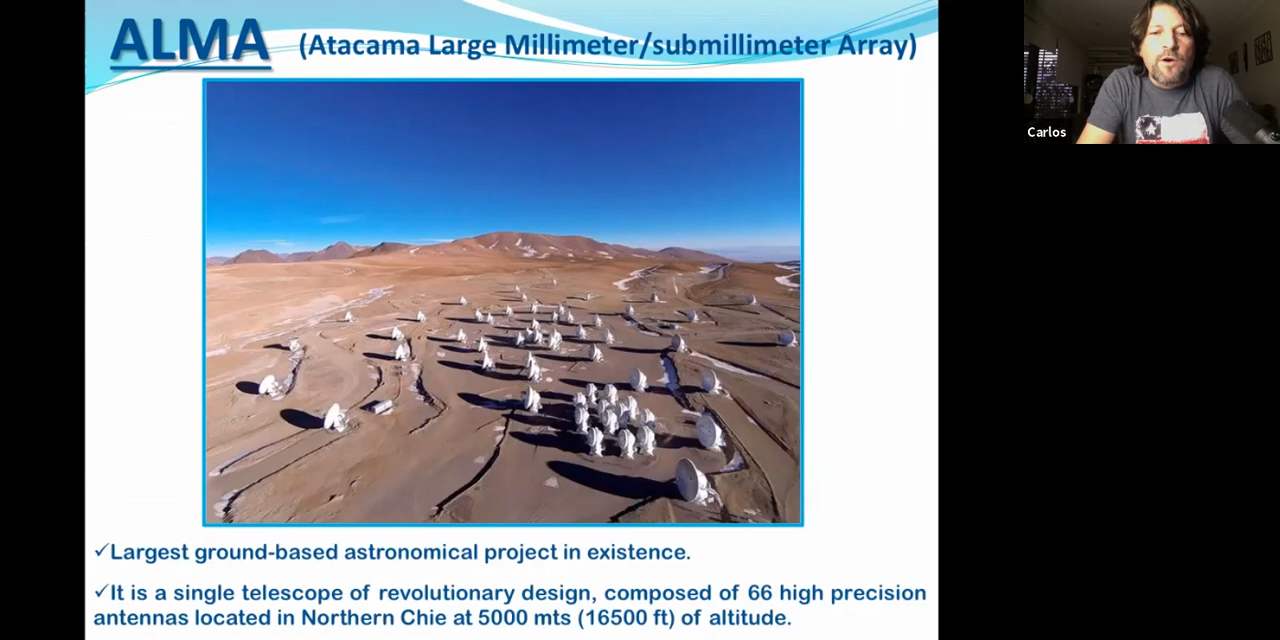 ALMA (Atacama Large Millimeter/submillimeter Array)
Carlos
✓Largest ground-based astronomical project in existence.
✓It is a single telescope of revolutionary design, composed of 66 high precision
antennas located in Northern Chie at 5000 mts (16500 ft) of altitude.